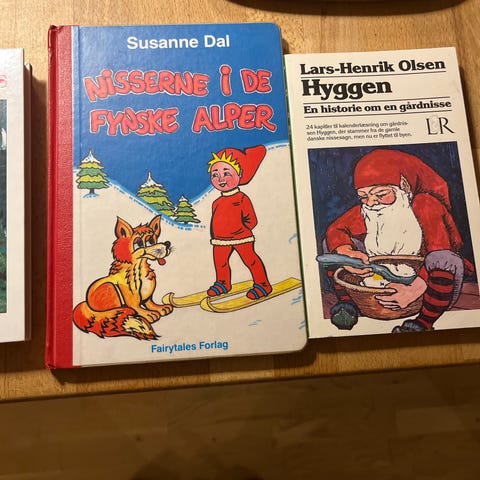 Susanne Dal
NISSERNE I DE
FYNSKE ALPER
Fairytales Forlag
Lars-Henrik Olsen
Hyggen
En historie om en gårdnisse
24 kapitler til kalenderlæsning om gårdnis-
sen Hyggen, der stammer fra de gamle
danske nissesagn, men nu er flyttet til byen.
L&R